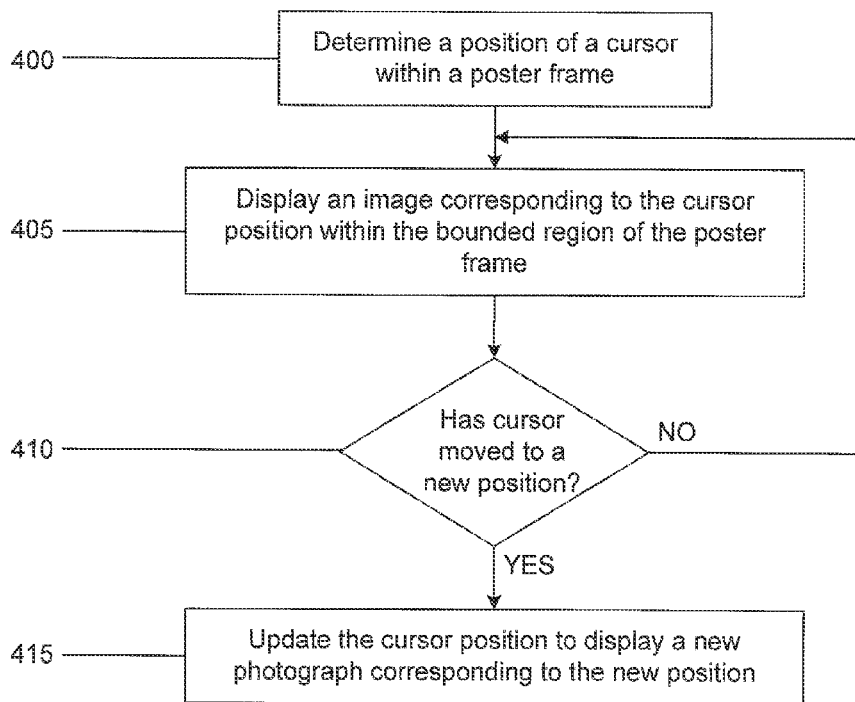 400
Determine a position of a cursor
within a poster frame
405
Display an image corresponding to the cursor
position within the bounded region of the poster
frame
410
Has cursor
moved to a
new position?
NO
YES
415
Update the cursor position to display a new
photograph corresponding to the new position